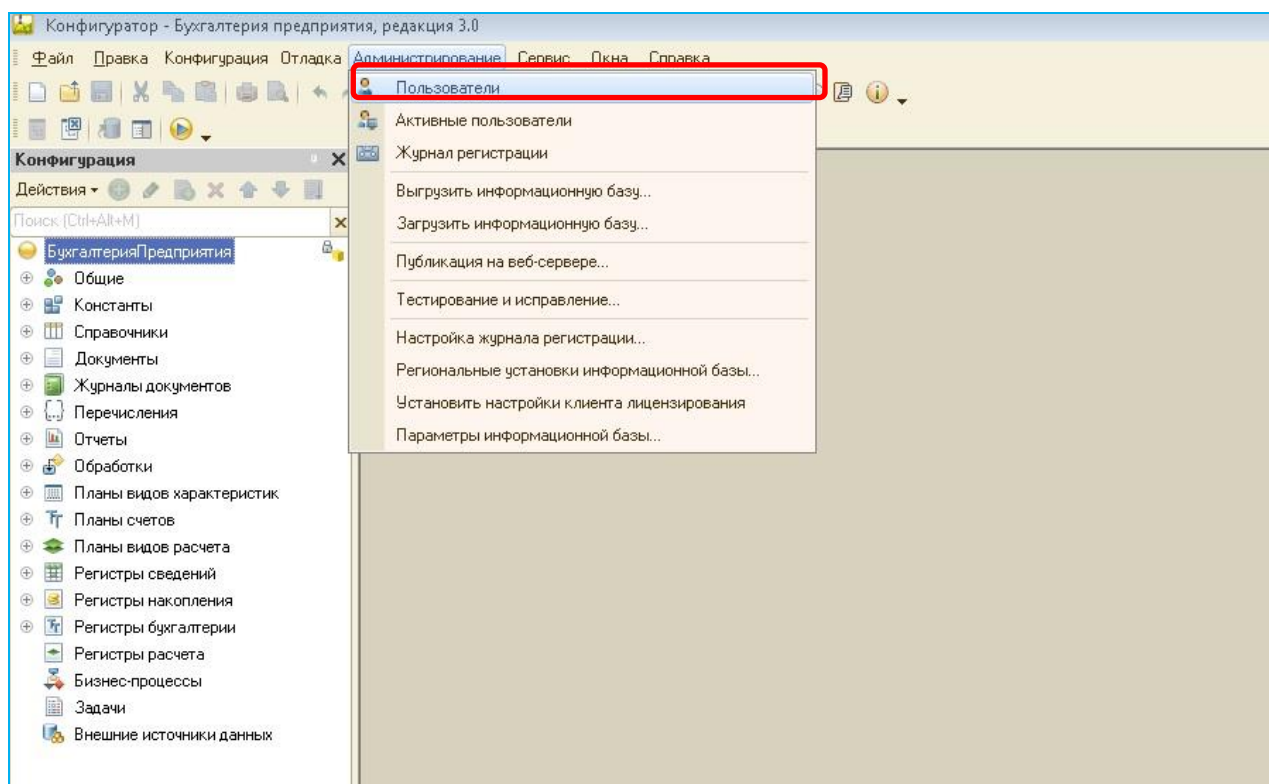 Конфигуратор - Бухгалтерия предприятия, редакция 3.0
Файл Правка Конфигурация Отладка Администрирование Сервис Окна Справка
Пользователи
Активные пользователи
Журнал регистрации
Выгрузить информационную базу...
Загрузить информационную базу...
Публикация на веб-сервере...
Тестирование и исправление...
Настройка журнала регистрации...
Региональные установки информационной базы...
Установить настройки клиента лицензирования
Параметры информационной базы...
Конфигурация
Действия
Поиск (Ctrl+Alt+M)
БухгалтерияПредприятия
Общие
Константы
Справочники
Документы
Журналы документов
Перечисления
Отчеты
Обработки
Планы видов характеристик
Планы счетов
Планы видов расчета
Регистры сведений
Регистры накопления
Регистры бухгалтерии
Регистры расчета
Бизнес-процессы
Задачи
Внешние источники данных